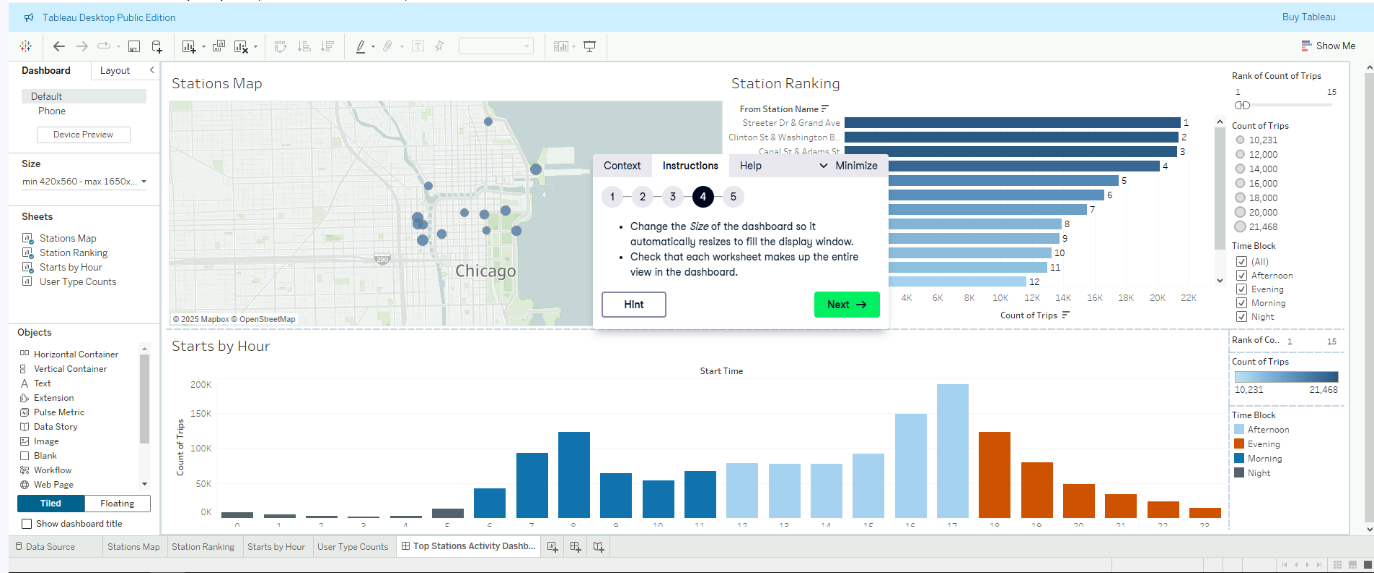 Tableau Desktop Public Edition
Buy Tableau
Show Me
Dashboard
Layout
Default
Phone
Device Preview
Size
min 420x560 - max 1650x...
Sheets
Stations Map
Station Ranking
Starts by Hour
User Type Counts
Objects
Horizontal Container
Vertical Container
Text
Extension
Pulse Metric
Data Story
Image
Blank
Workflow
Web Page
Tiled
Floating
Show dashboard title
Stations Map
290
Chicago
© 2025 Mapbox © OpenStreetMap
Station Ranking
From Station Name
Streeter Dr & Grand Ave
Clinton St & Washington B..
Canal St & Adams St
1
2
3
4
5
6
7
8
9
10
11
12
4K 6K 8K 10K 12K 14K 16K 18K 20K 22K
Count of Trips
Context
Instructions
Help
Minimize
1 2 3 4 5
• Change the Size of the dashboard so it
automatically resizes to fill the display window.
• Check that each worksheet makes up the entire
view in the dashboard.
Hint
Next →
Rank of Count of Trips
1 15
Count of Trips
10,231
12,000
14,000
16,000
18,000
20,000
21,468
Time Block
(All)
Afternoon
Evening
Morning
Night
Rank of Co.. 1 15
Count of Trips
10,231 21,468
Time Block
Afternoon
Evening
Morning
Night
Starts by Hour
Start Time
Count of Trips
200K
150K
100K
50K
0K
0 1 2 3 4 5 6 7 8 9 10 11 12 13 14 15 16 17 18 19 20 21 22 23
Data Source
Stations Map
Station Ranking
Starts by Hour
User Type Counts
Top Stations Activity Dashb...